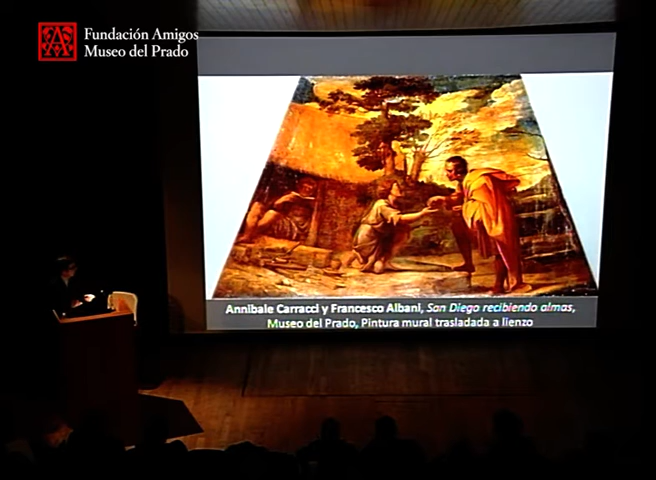 Fundación Amigos
Museo del Prado
Annibale Carracci y Francesco Albani, San Diego recibiendo almas,
Museo del Prado, Pintura mural trasladada a lienzo